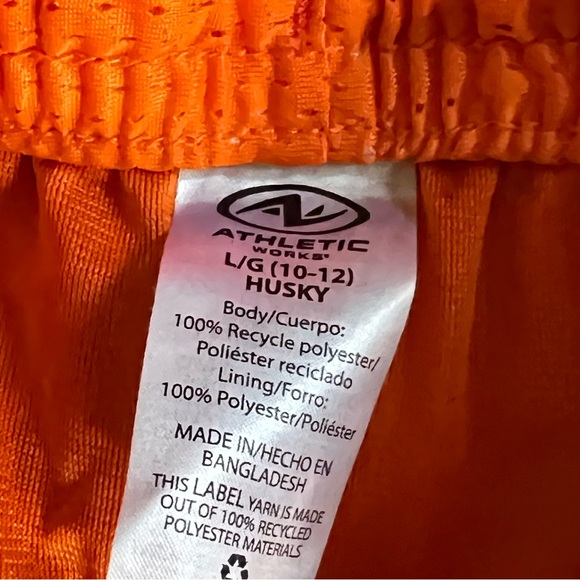 ATHLETIC
WORKS®
L/G (10-12)
HUSKY
Body/Cuerpo:
100% Recycle polyester/
Poliéster reciclado
Lining/Forro:
100% Polyester/Poliéster
MADE IN/HECHO EN
BANGLADESH
THIS LABEL YARN IS MADE
OUT OF 100% RECYCLED
POLYESTER MATERIALS